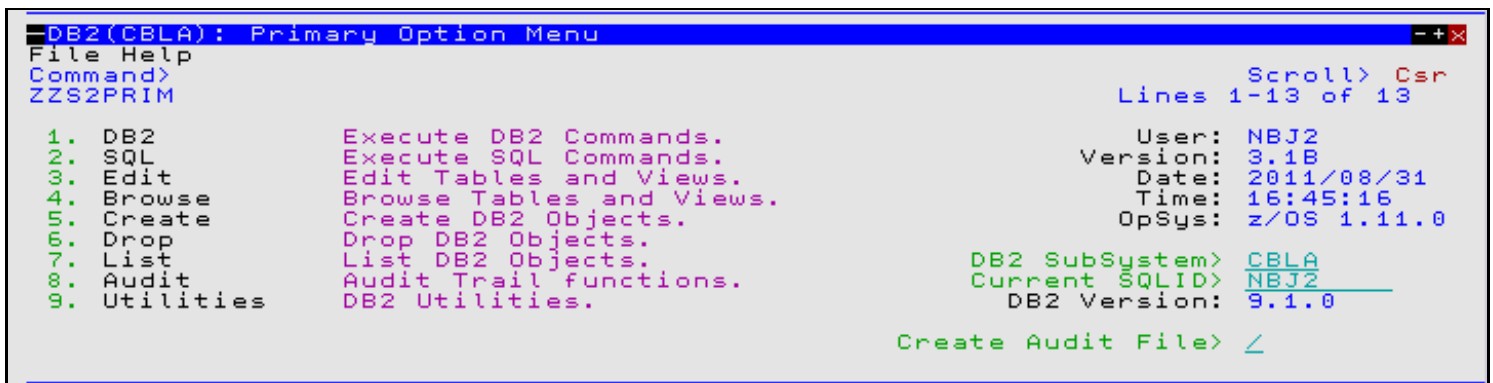 -DB2(CBLA): Primary Option Menu -+x
File Help
Command> Scroll> Csr
ZZS2PRIM Lines 1-13 of 13
1. DB2 Execute DB2 Commands. User: NBJ2
2. SQL Execute SQL Commands. Version: 3.1B
3. Edit Edit Tables and Views. Date: 2011/08/31
4. Browse Browse Tables and Views. Time: 16:45:16
5. Create Create DB2 Objects. OpSys: z/OS 1.11.0
6. Drop Drop DB2 Objects.
7. List List DB2 Objects. DB2 SubSystem> CBLA
8. Audit Audit Trail functions. Current SQLID> NBJ2
9. Utilities DB2 Utilities. DB2 Version: 9.1.0
Create Audit File> /